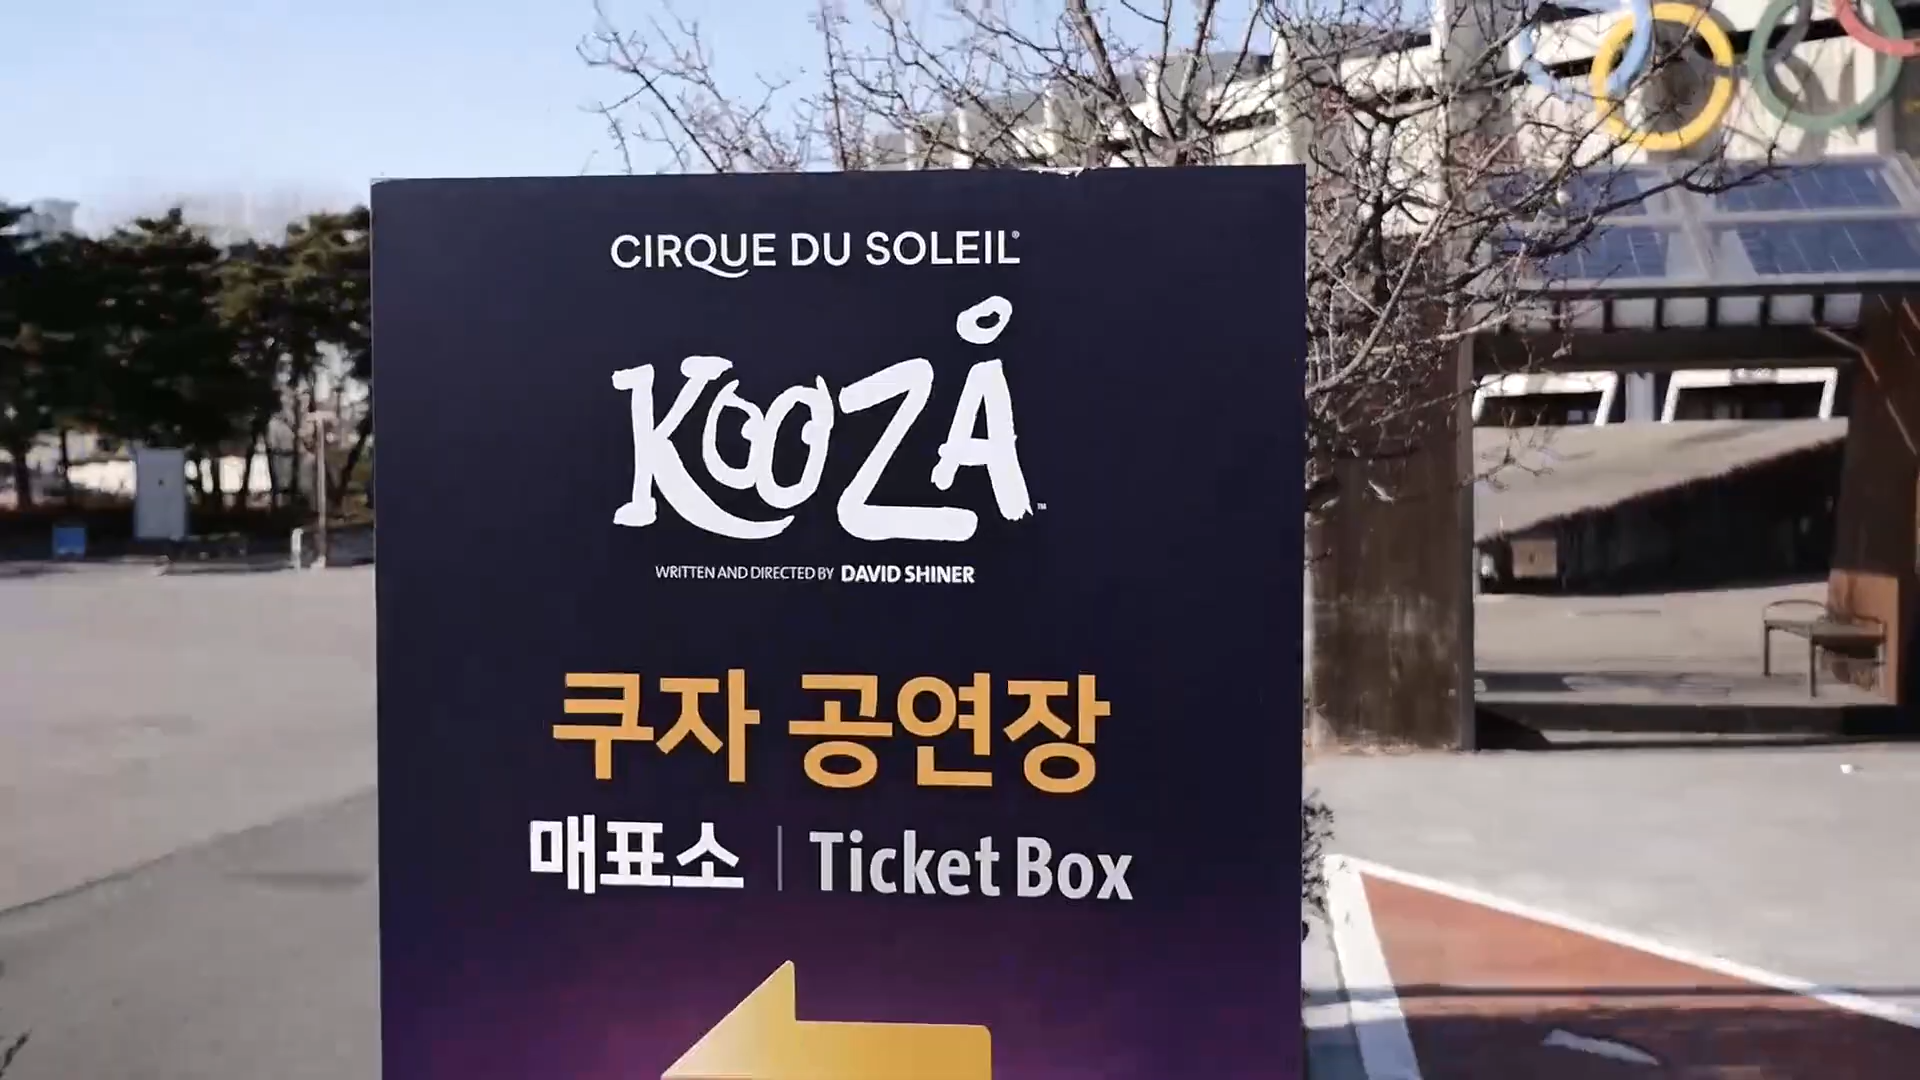 CIRQUE DU SOLEIL®
KOOZA™
WRITTEN AND DIRECTED BY DAVID SHINER
쿠자 공연장
매표소 | Ticket Box